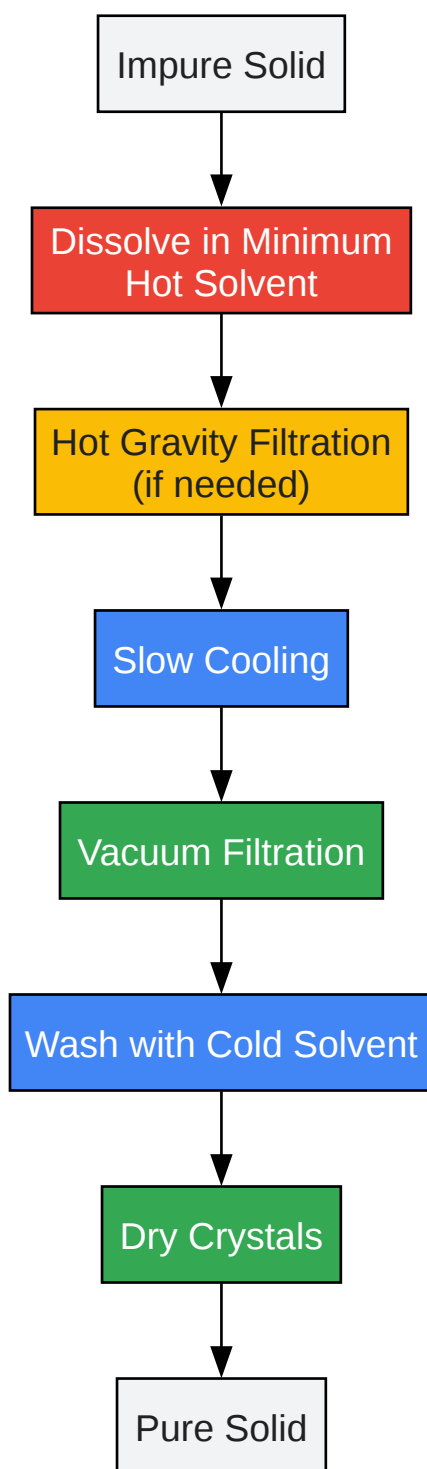 Impure Solid
Dissolve in Minimum
Hot Solvent
Hot Gravity Filtration
(if needed)
Slow Cooling
Vacuum Filtration
Wash with Cold Solvent
Dry Crystals
Pure Solid